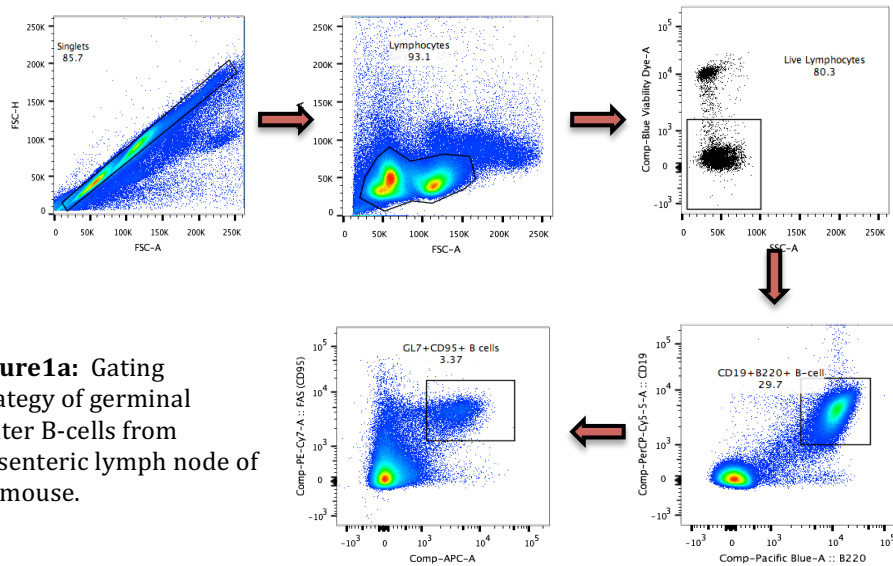 Singlets
85.7
FSC-H
250K
200K
150K
100K
50K
0
0 50K 100K 150K 200K 250K
FSC-A
Lymphocytes
93.1
250K
200K
150K
100K
50K
0
0 50K 100K 150K 200K 250K
FSC-A
Live Lymphocytes
80.3
Comp-Blue Viability Dye-A
10^5
10^4
10^3
0
-10^3
0 50K 100K 150K 200K 250K
SSC-A
ure1a: Gating
ategy of germinal
ter B-cells from
senteric lymph node of
mouse.
GL7+CD95+ B cells
3.37
Comp-PE-Cy7-A :: FAS (CD95)
10^5
10^4
10^3
0
-10^3
-10^3 0 10^3 10^4 10^5
Comp-APC-A
CD19+B220+ B-cell
29.7
Comp-PerCP-Cy5-5-A :: CD19
10^5
10^4
10^3
0
-10^3
-10^3 0 10^3 10^4 10^5
Comp-Pacific Blue-A :: B220